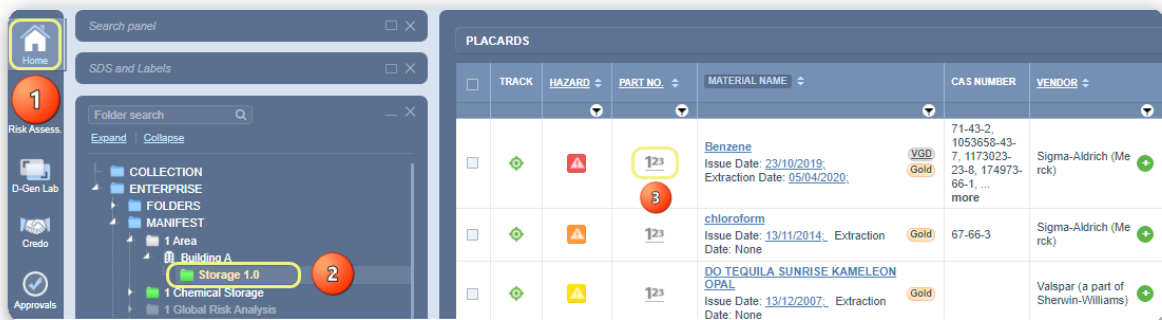 Home
1
Risk Assess.
D-Gen Lab
Credo
Approvals
Search panel
SDS and Labels
Folder search
Expand | Collapse
COLLECTION
ENTERPRISE
FOLDERS
MANIFEST
1 Area
Building A
Storage 1.0
2
1 Chemical Storage
1 Global Risk Analysis
PLACARDS
TRACK HAZARD PART NO. MATERIAL NAME CAS NUMBER VENDOR
123
3
Benzene
Issue Date: 23/10/2019;
Extraction Date: 05/04/2020;
VGD
Gold
71-43-2,
1053658-43-
7, 1173023-
23-8, 174973-
66-1, ...
more
Sigma-Aldrich (Me
rck)
123
chloroform
Issue Date: 13/11/2014; Extraction
Date: None
Gold
67-66-3
Sigma-Aldrich (Me
rck)
123
DO TEQUILA SUNRISE KAMELEON
OPAL
Issue Date: 13/12/2007; Extraction
Date: None
Gold
Valspar (a part of
Sherwin-Williams)